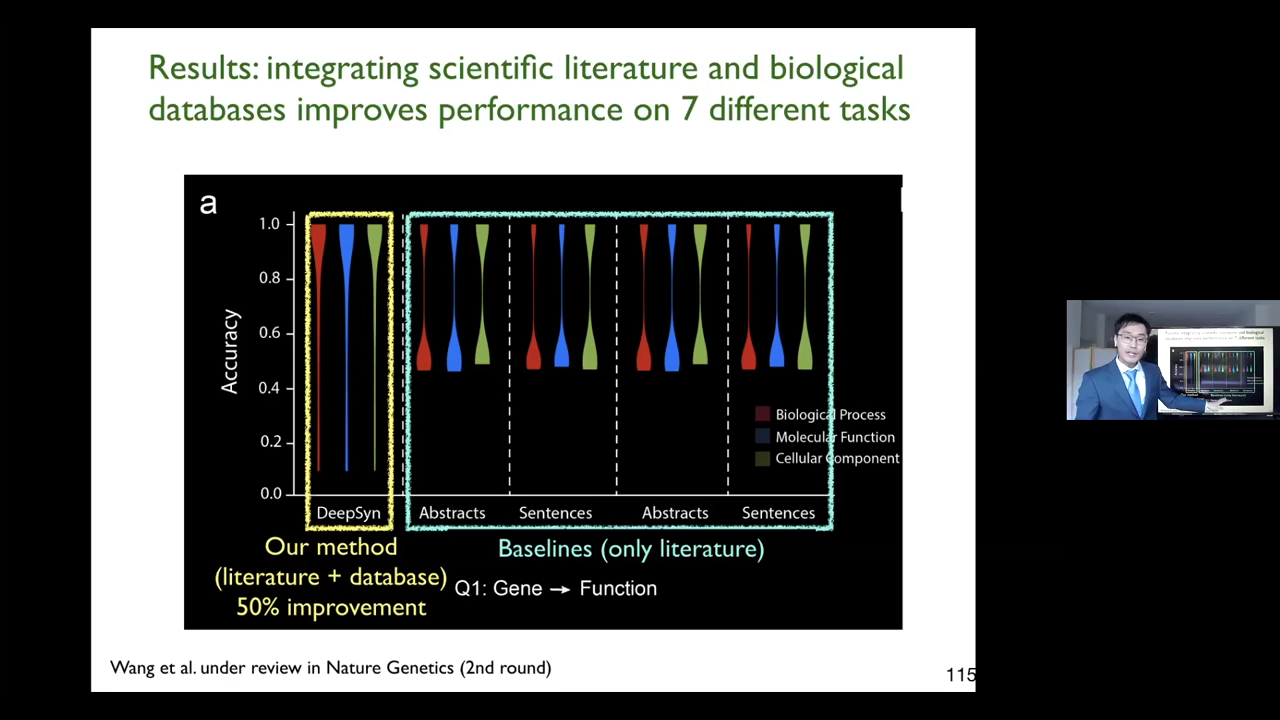 Results: integrating scientific literature and biological
databases improves performance on 7 different tasks
a
Accuracy
1.0
0.8
0.6
0.4
0.2
0.0
Biological Process
Molecular Function
Cellular Component
DeepSyn
Abstracts
Sentences
Abstracts
Sentences
Our method
(literature + database)
50% improvement
Baselines (only literature)
Q1: Gene → Function
Wang et al. under review in Nature Genetics (2nd round)
115